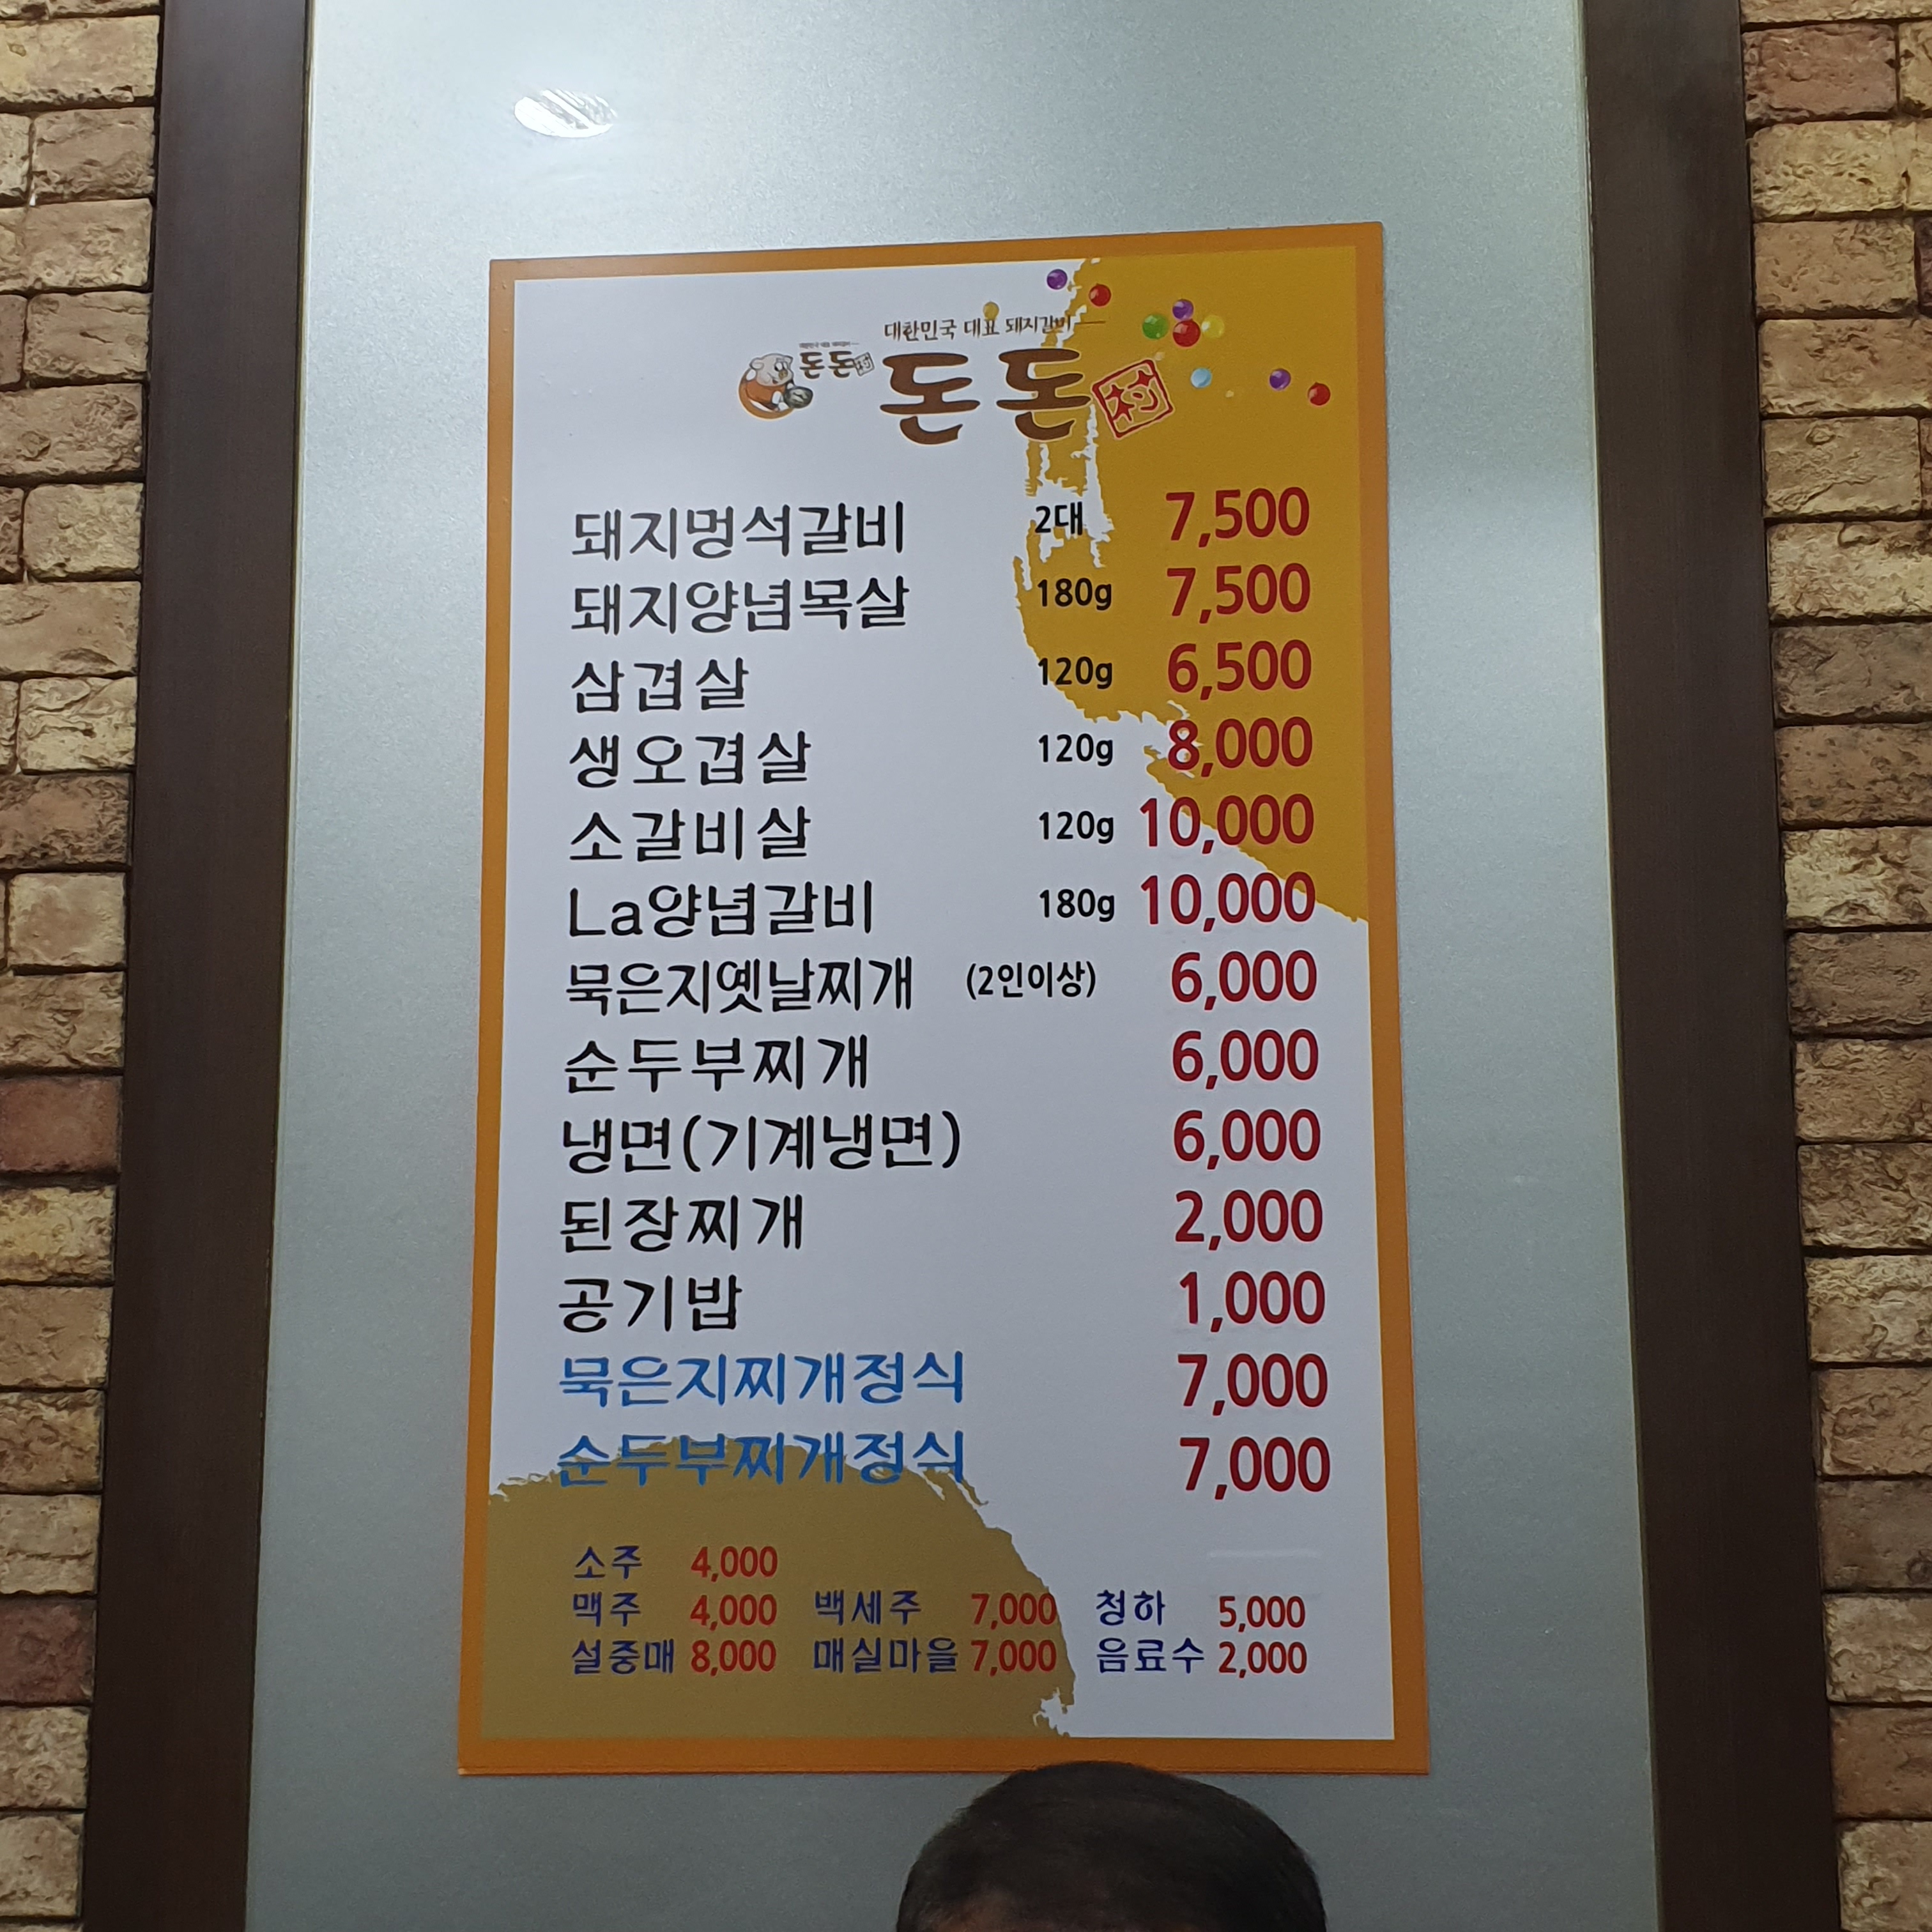 대한민국 대표 돼지갈비
돈돈
돈돈친
돼지멍석갈비 2대 7,500
돼지양념목살 180g 7,500
삼겹살 120g 6,500
생오겹살 120g 8,000
소갈비살 120g 10,000
La양념갈비 180g 10,000
묵은지옛날찌개 (2인이상) 6,000
순두부찌개 6,000
냉면(기계냉면) 6,000
된장찌개 2,000
공기밥 1,000
묵은지찌개정식 7,000
순두부찌개정식 7,000
소주 4,000
맥주 4,000 백세주 7,000 청하 5,000
설중매 8,000 매실마을 7,000 음료수 2,000